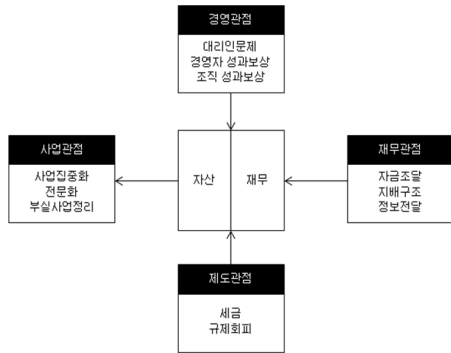 경영관점
대리인문제
경영자 성과보상
조직 성과보상
사업관점
사업집중화
전문화
부실사업정리
자산
재무
재무관점
자금조달
지배구조
정보전달
제도관점
세금
규제회피